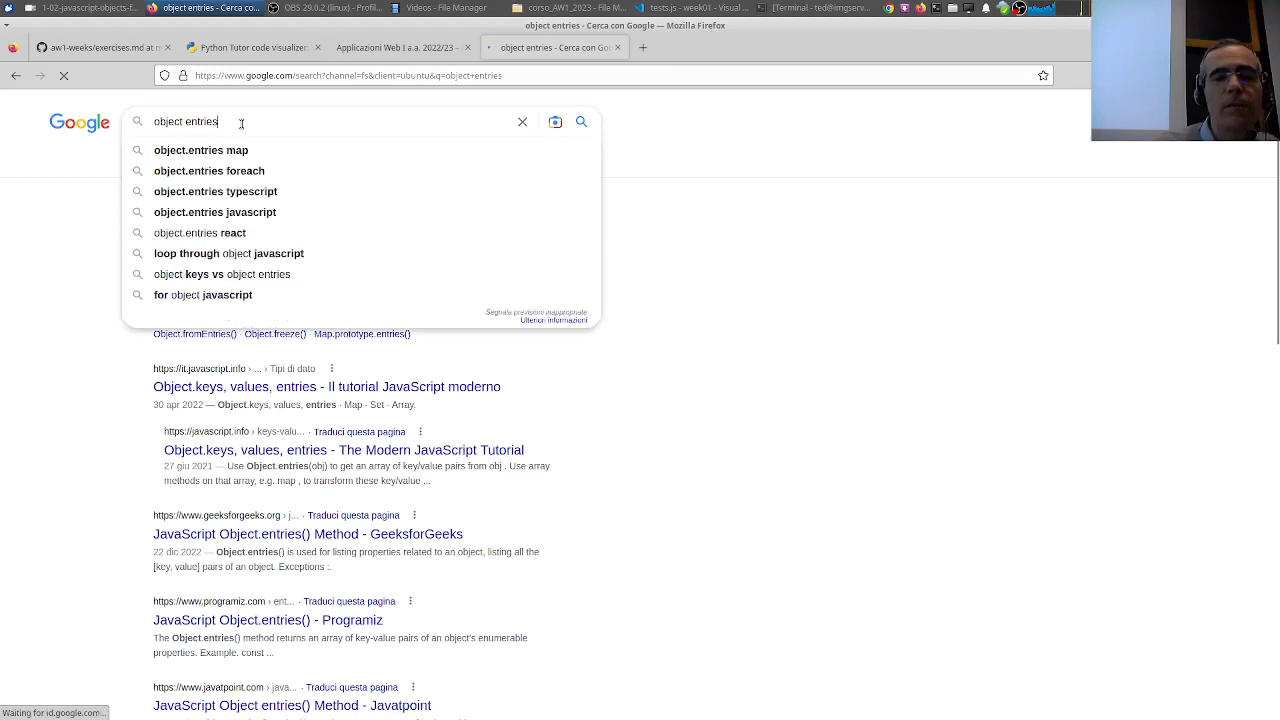 1-02-javascript-objects-f...
object entries - Cerca co...
OBS 29.0.2 (linux) - Profil...
Videos - File Manager
corso_AW1_2023 - File M...
tests.js - week01 - Visual ...
[Terminal - ted@imgserv...
object entries - Cerca con Google — Mozilla Firefox
aw1-weeks/exercises.md at m
Python Tutor code visualizer
Applicazioni Web I a.a. 2022/23 –
object entries - Cerca con Goo
https://www.google.com/search?channel=fs&client=ubuntu&q=object+entries
Google
object entries
object.entries map
object.entries foreach
object.entries typescript
object.entries javascript
object.entries react
loop through object javascript
object keys vs object entries
for object javascript
Segnala previsioni inappropriate
Ulteriori informazioni
Object.fromEntries() · Object.freeze() · Map.prototype.entries()
https://it.javascript.info › ... › Tipi di dato
Object.keys, values, entries - Il tutorial JavaScript moderno
30 apr 2022 — Object.keys, values, entries · Map · Set · Array.
https://javascript.info › keys-valu... · Traduci questa pagina
Object.keys, values, entries - The Modern JavaScript Tutorial
27 giu 2021 — Use Object.entries(obj) to get an array of key/value pairs from obj . Use array
methods on that array, e.g. map , to transform these key/value ...
https://www.geeksforgeeks.org › j... · Traduci questa pagina
JavaScript Object.entries() Method - GeeksforGeeks
22 dic 2022 — Object.entries() is used for listing properties related to an object, listing all the
[key, value] pairs of an object. Exceptions :.
https://www.programiz.com › ent... · Traduci questa pagina
JavaScript Object.entries() - Programiz
The Object.entries() method returns an array of key-value pairs of an object's enumerable
properties. Example. const ...
https://www.javatpoint.com › java... · Traduci questa pagina
JavaScript Object entries() Method - Javatpoint
Waiting for id.google.com...